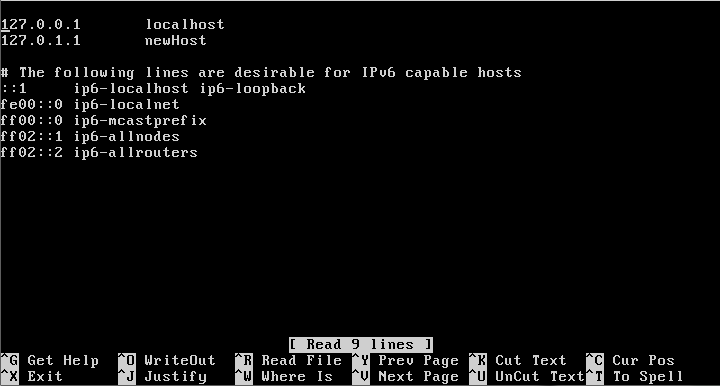 127.0.0.1       localhost
127.0.1.1       newHost
# The following lines are desirable for IPv6 capable hosts
::1     ip6-localhost ip6-loopback
fe00::0 ip6-localnet
ff00::0 ip6-mcastprefix
ff02::1 ip6-allnodes
ff02::2 ip6-allrouters
[ Read 9 lines ]
^G Get Help  ^O WriteOut  ^R Read File ^Y Prev Page ^K Cut Text  ^C Cur Pos
^X Exit      ^J Justify   ^W Where Is  ^V Next Page ^U UnCut Text^T To Spell